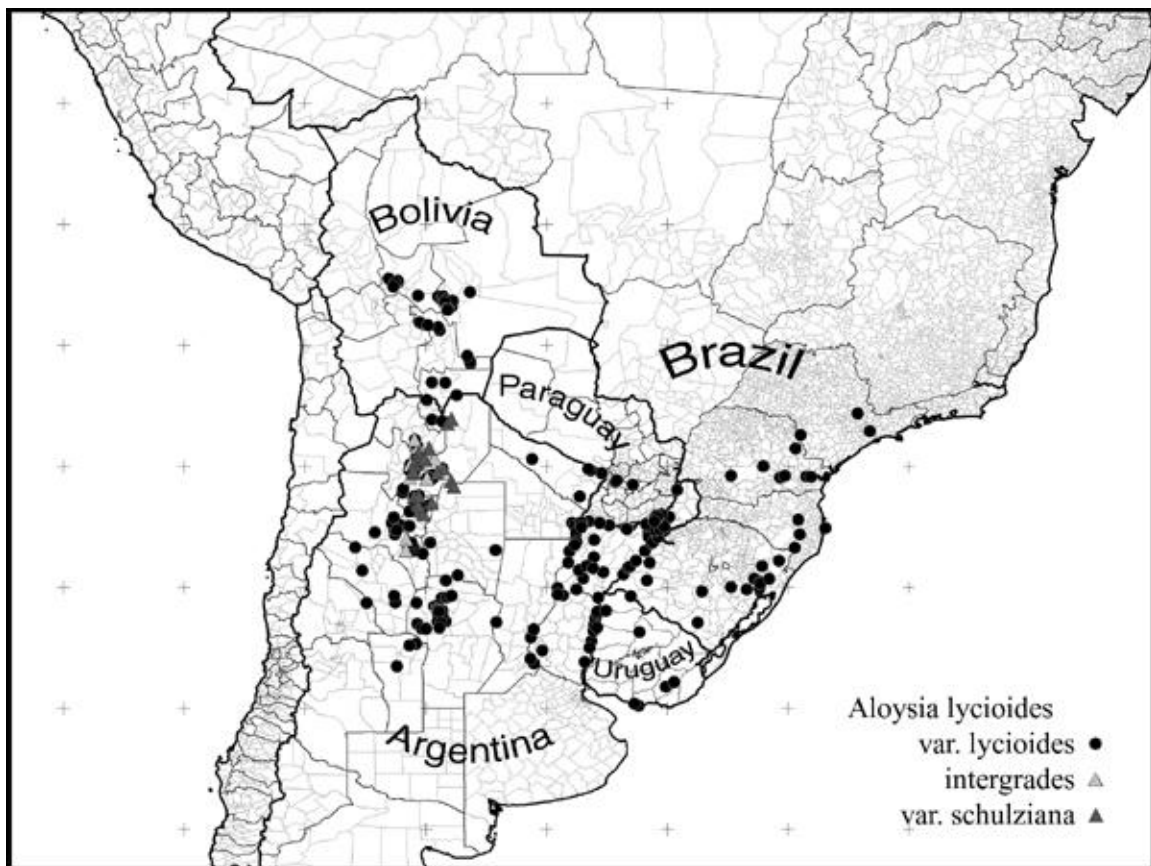 Bolivia
Brazil
Paraguay
Uruguay
Argentina
Aloysia lycioides
var. lycioides
intergrades
var. schulziana